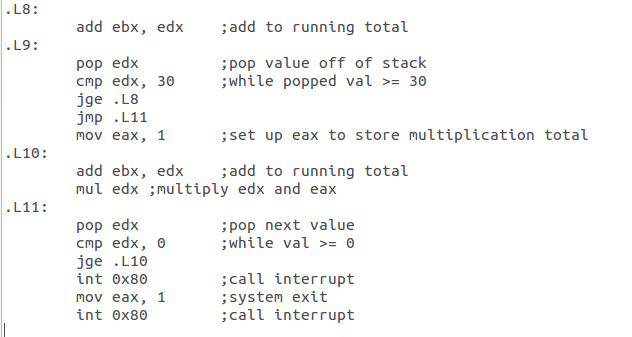 .L8:
        add ebx, edx    ;add to running total
.L9:
        pop edx         ;pop value off of stack
        cmp edx, 30     ;while popped val >= 30
        jge .L8
        jmp .L11
        mov eax, 1      ;set up eax to store multiplication total
.L10:
        add ebx, edx    ;add to running total
        mul edx ;multiply edx and eax
.L11:
        pop edx         ;pop next value
        cmp edx, 0      ;while val >= 0
        jge .L10
        int 0x80        ;call interrupt
        mov eax, 1      ;system exit
        int 0x80        ;call interrupt